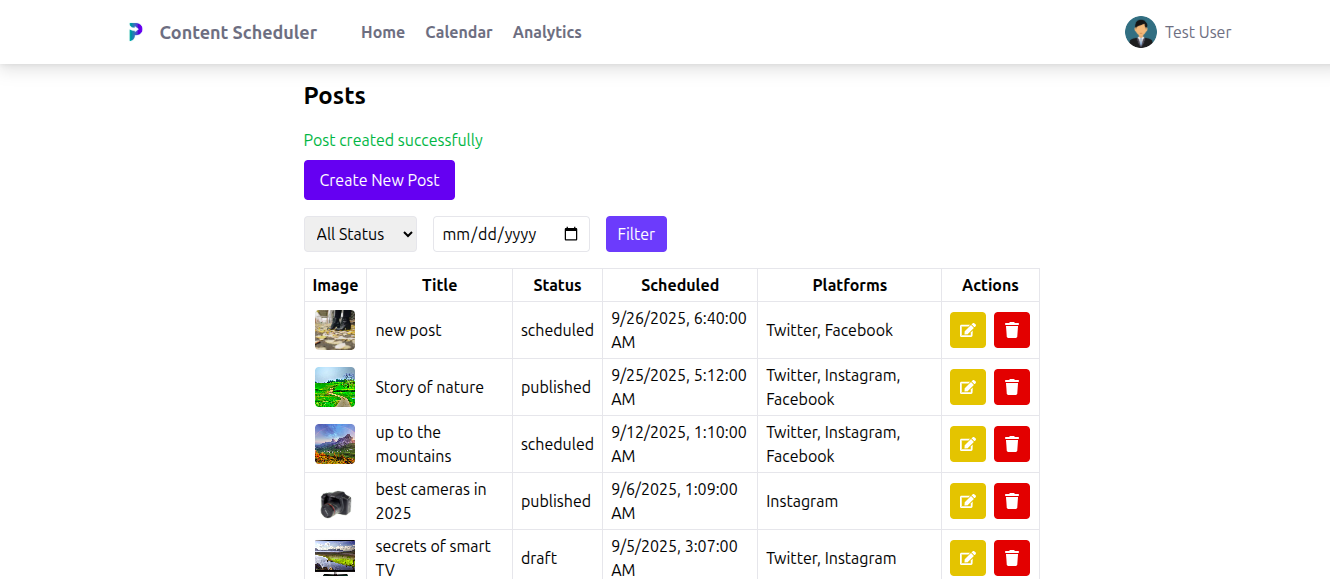 Content Scheduler Home Calendar Analytics Test User
Posts
Post created successfully
Create New Post
All Status mm/dd/yyyy Filter
Image Title Status Scheduled Platforms Actions
new post scheduled 9/26/2025, 6:40:00 AM Twitter, Facebook
Story of nature published 9/25/2025, 5:12:00 AM Twitter, Instagram, Facebook
up to the mountains scheduled 9/12/2025, 1:10:00 AM Twitter, Instagram, Facebook
best cameras in 2025 published 9/6/2025, 1:09:00 AM Instagram
secrets of smart TV draft 9/5/2025, 3:07:00 AM Twitter, Instagram